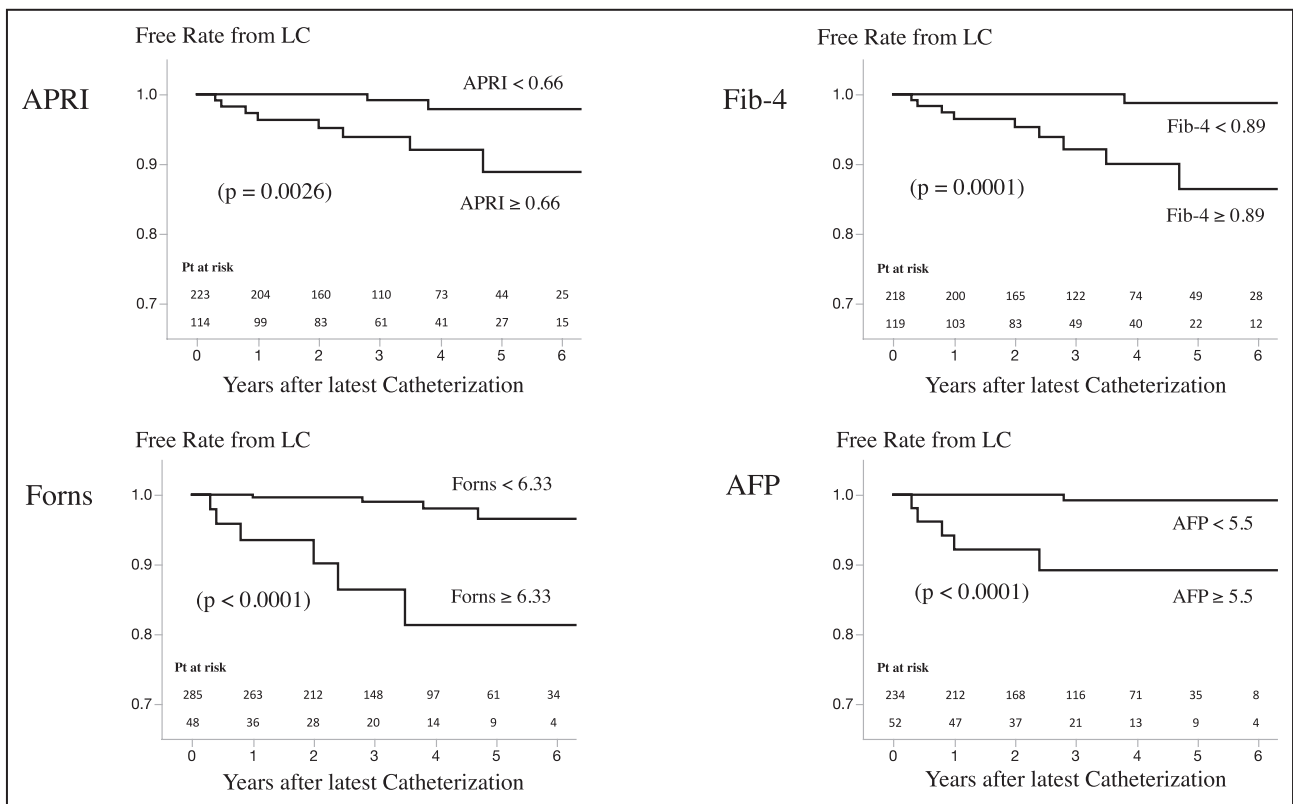 Free Rate from LC
APRI
1.0
0.9
0.8
0.7
APRI < 0.66
(p = 0.0026)
APRI ≥ 0.66
Pt at risk
223 204 160 110 73 44 25
114 99 83 61 41 27 15
0 1 2 3 4 5 6
Years after latest Catheterization
Free Rate from LC
Fib-4
1.0
0.9
0.8
0.7
Fib-4 < 0.89
(p = 0.0001)
Fib-4 ≥ 0.89
Pt at risk
218 200 165 122 74 49 28
119 103 83 49 40 22 12
0 1 2 3 4 5 6
Years after latest Catheterization
Free Rate from LC
Forns
1.0
0.9
0.8
0.7
Forns < 6.33
(p < 0.0001)
Forns ≥ 6.33
Pt at risk
285 263 212 148 97 61 34
48 36 28 20 14 9 4
0 1 2 3 4 5 6
Years after latest Catheterization
Free Rate from LC
AFP
1.0
0.9
0.8
0.7
AFP < 5.5
(p < 0.0001)
AFP ≥ 5.5
Pt at risk
234 212 168 116 71 35 8
52 47 37 21 13 9 4
0 1 2 3 4 5 6
Years after latest Catheterization